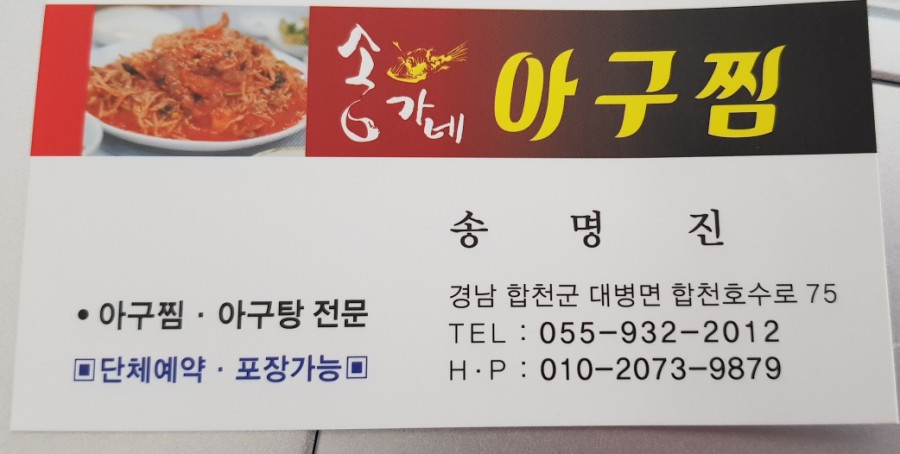 송가네 아구찜
송 명 진
경남 합천군 대병면 합천호수로 75
TEL : 055-932-2012
H·P : 010-2073-9879
• 아구찜 · 아구탕 전문
▣단체예약 · 포장가능▣